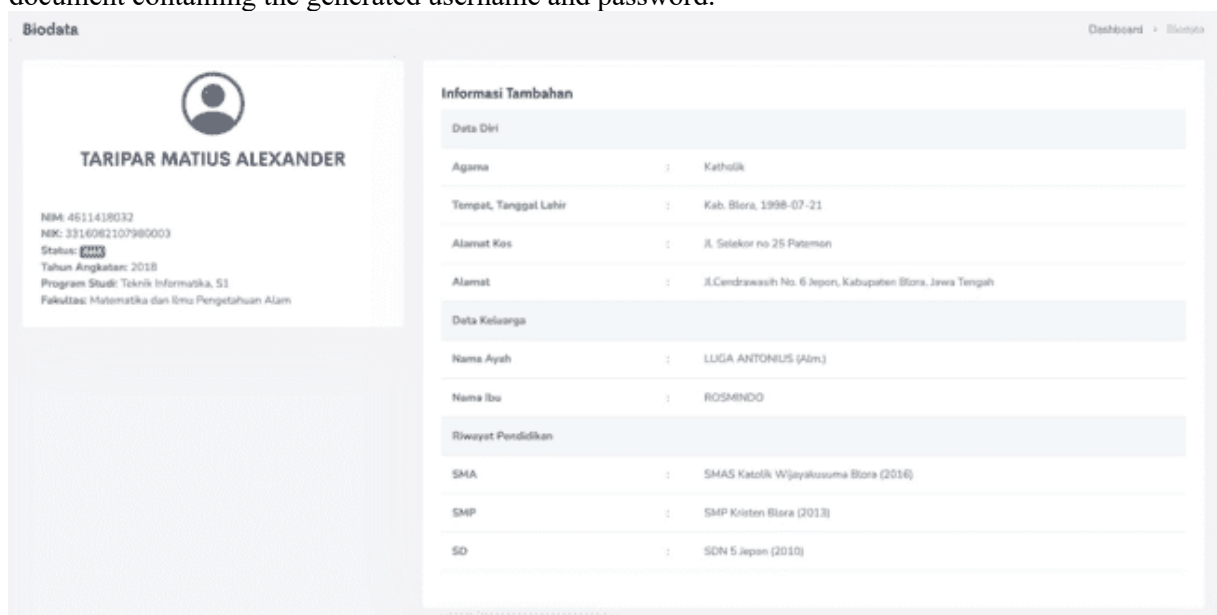 document containing the generated username and password.
Biodata
Dashboard Biodata
TARIPAR MATIUS ALEXANDER
NIM: 4611418032
NIK:
Status:
Tahun Angkatan: 2018
Program Studi: Teknik Informatika, S1
Fakultas: Matematika dan Ilmu Pengetahuan Alam
Informasi Tambahan
Data Diri
Agama : Katholik
Tempat, Tanggal Lahir : Kab. Blora, 1998-07-21
Alamat Kos : Jl. no 25 Patemon
Alamat : Jl.Cendrawasih No. 6 Jepon, Kabupaten Blora, Jawa Tengah
Data Keluarga
Nama Ayah : LUGA ANTONIUS (Alm.)
Nama Ibu : ROSMINDO
Riwayat Pendidikan
SMA : SMAS Katolik Wijayakusuma Blora (2016)
SMP : SMP Kristen Blora (2013)
SD : SDN 5 Jepon (2010)